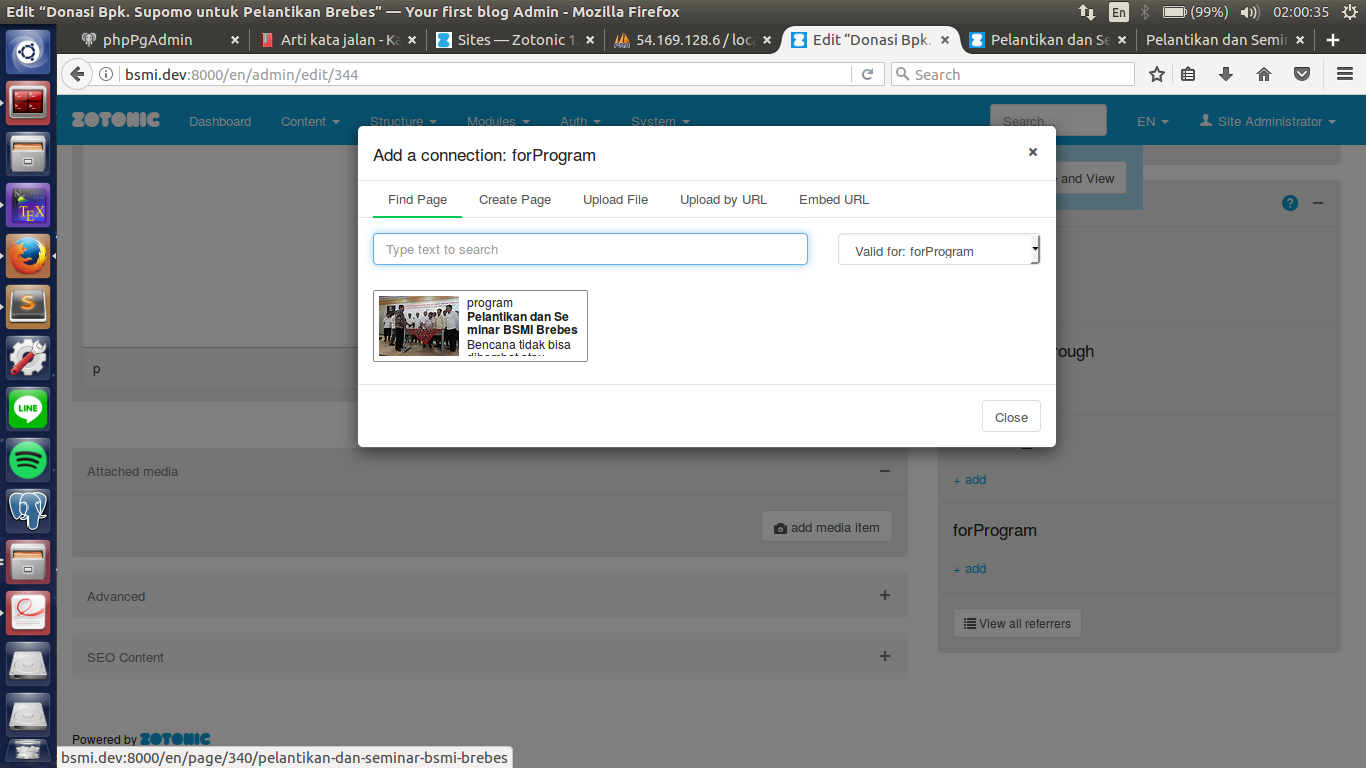 Edit “Donasi Bpk. Supomo untuk Pelantikan Brebes” — Your first blog Admin - Mozilla Firefox
En
(99%)
02:00:35
phpPgAdmin
Arti kata jalan - Ka
Sites — Zotonic 1.
54.169.128.6 / loca
Edit “Donasi Bpk.
Pelantikan dan Se
Pelantikan dan Semin
bsmi.dev:8000/en/admin/edit/344
Search
ZOTONIC
Dashboard
Content
Structure
Modules
Auth
System
Search...
EN
Site Administrator
Add a connection: forProgram
and View
Find Page
Create Page
Upload File
Upload by URL
Embed URL
Type text to search
Valid for: forProgram
program
Pelantikan dan Se
minar BSMI Brebes
Bencana tidak bisa
p
Close
Attached media
+ add
add media item
forProgram
+ add
Advanced
View all referrers
SEO Content
Powered by ZOTONIC
bsmi.dev:8000/en/page/340/pelantikan-dan-seminar-bsmi-brebes
TEX
LINE